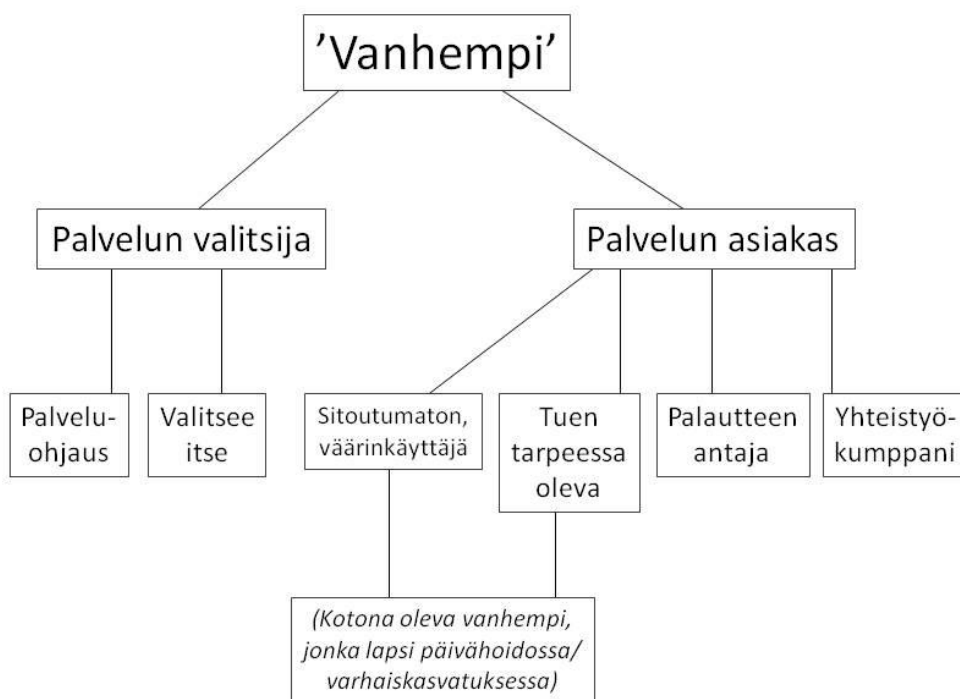 ’Vanhempi’
Palvelun valitsija
Palvelun asiakas
Palvelu-
ohjaus
Valitsee
itse
Sitoutumaton,
väärinkäyttäjä
Tuen
tarpeessa
oleva
Palautteen
antaja
Yhteistyö-
kumppani
(Kotona oleva vanhempi,
jonka lapsi päivähoidossa/
varhaiskasvatuksessa)